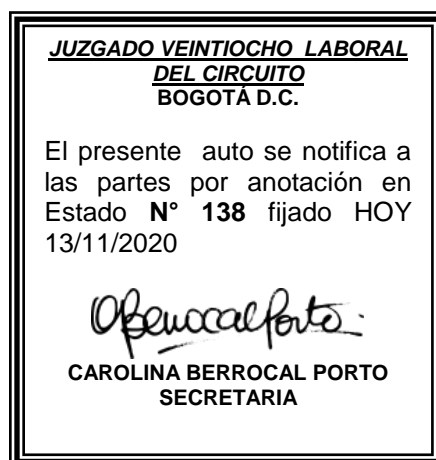 JUZGADO VEINTIOCHO LABORAL
DEL CIRCUITO
BOGOTÁ D.C.
El presente auto se notifica a
las partes por anotación en
Estado N° 138 fijado HOY
13/11/2020
CBerrocalPorto.
CAROLINA BERROCAL PORTO
SECRETARIA